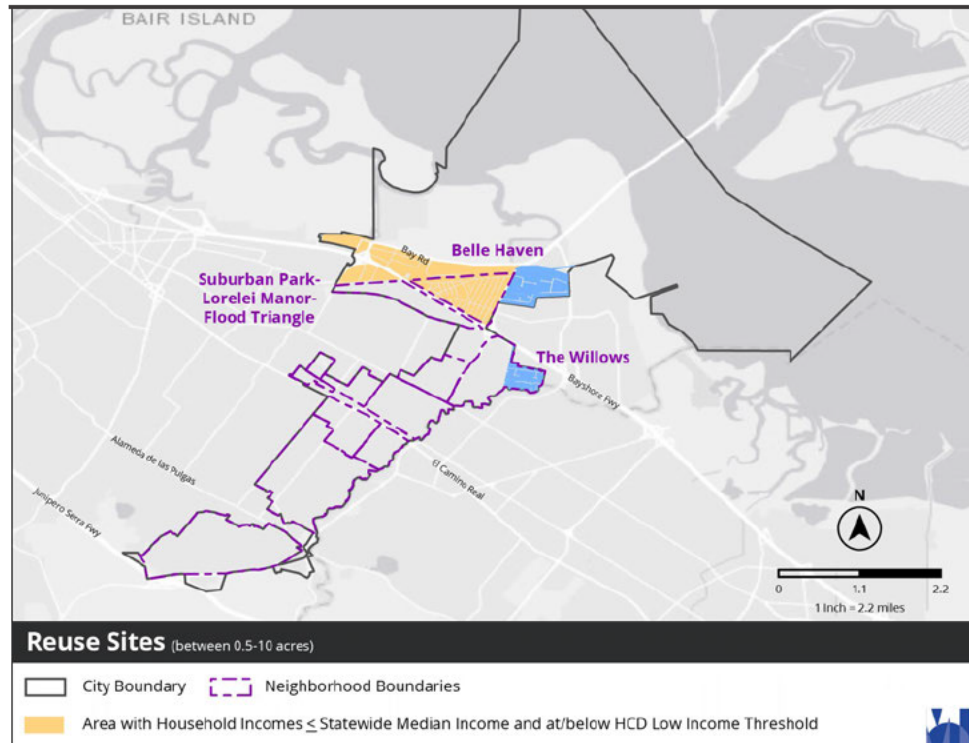 BAIR ISLAND
Bay Rd
Belle Haven
Suburban Park-
Lorelei Manor-
Flood Triangle
The Willows
Bayshore Fwy
Alameda de las Pulgas
El Camino Real
Junipero Serra Fwy
N
0 1.1 2.2
1 Inch = 2.2 miles
Reuse Sites (between 0.5-10 acres)
City Boundary Neighborhood Boundaries
Area with Household Incomes ≤ Statewide Median Income and at/below HCD Low Income Threshold